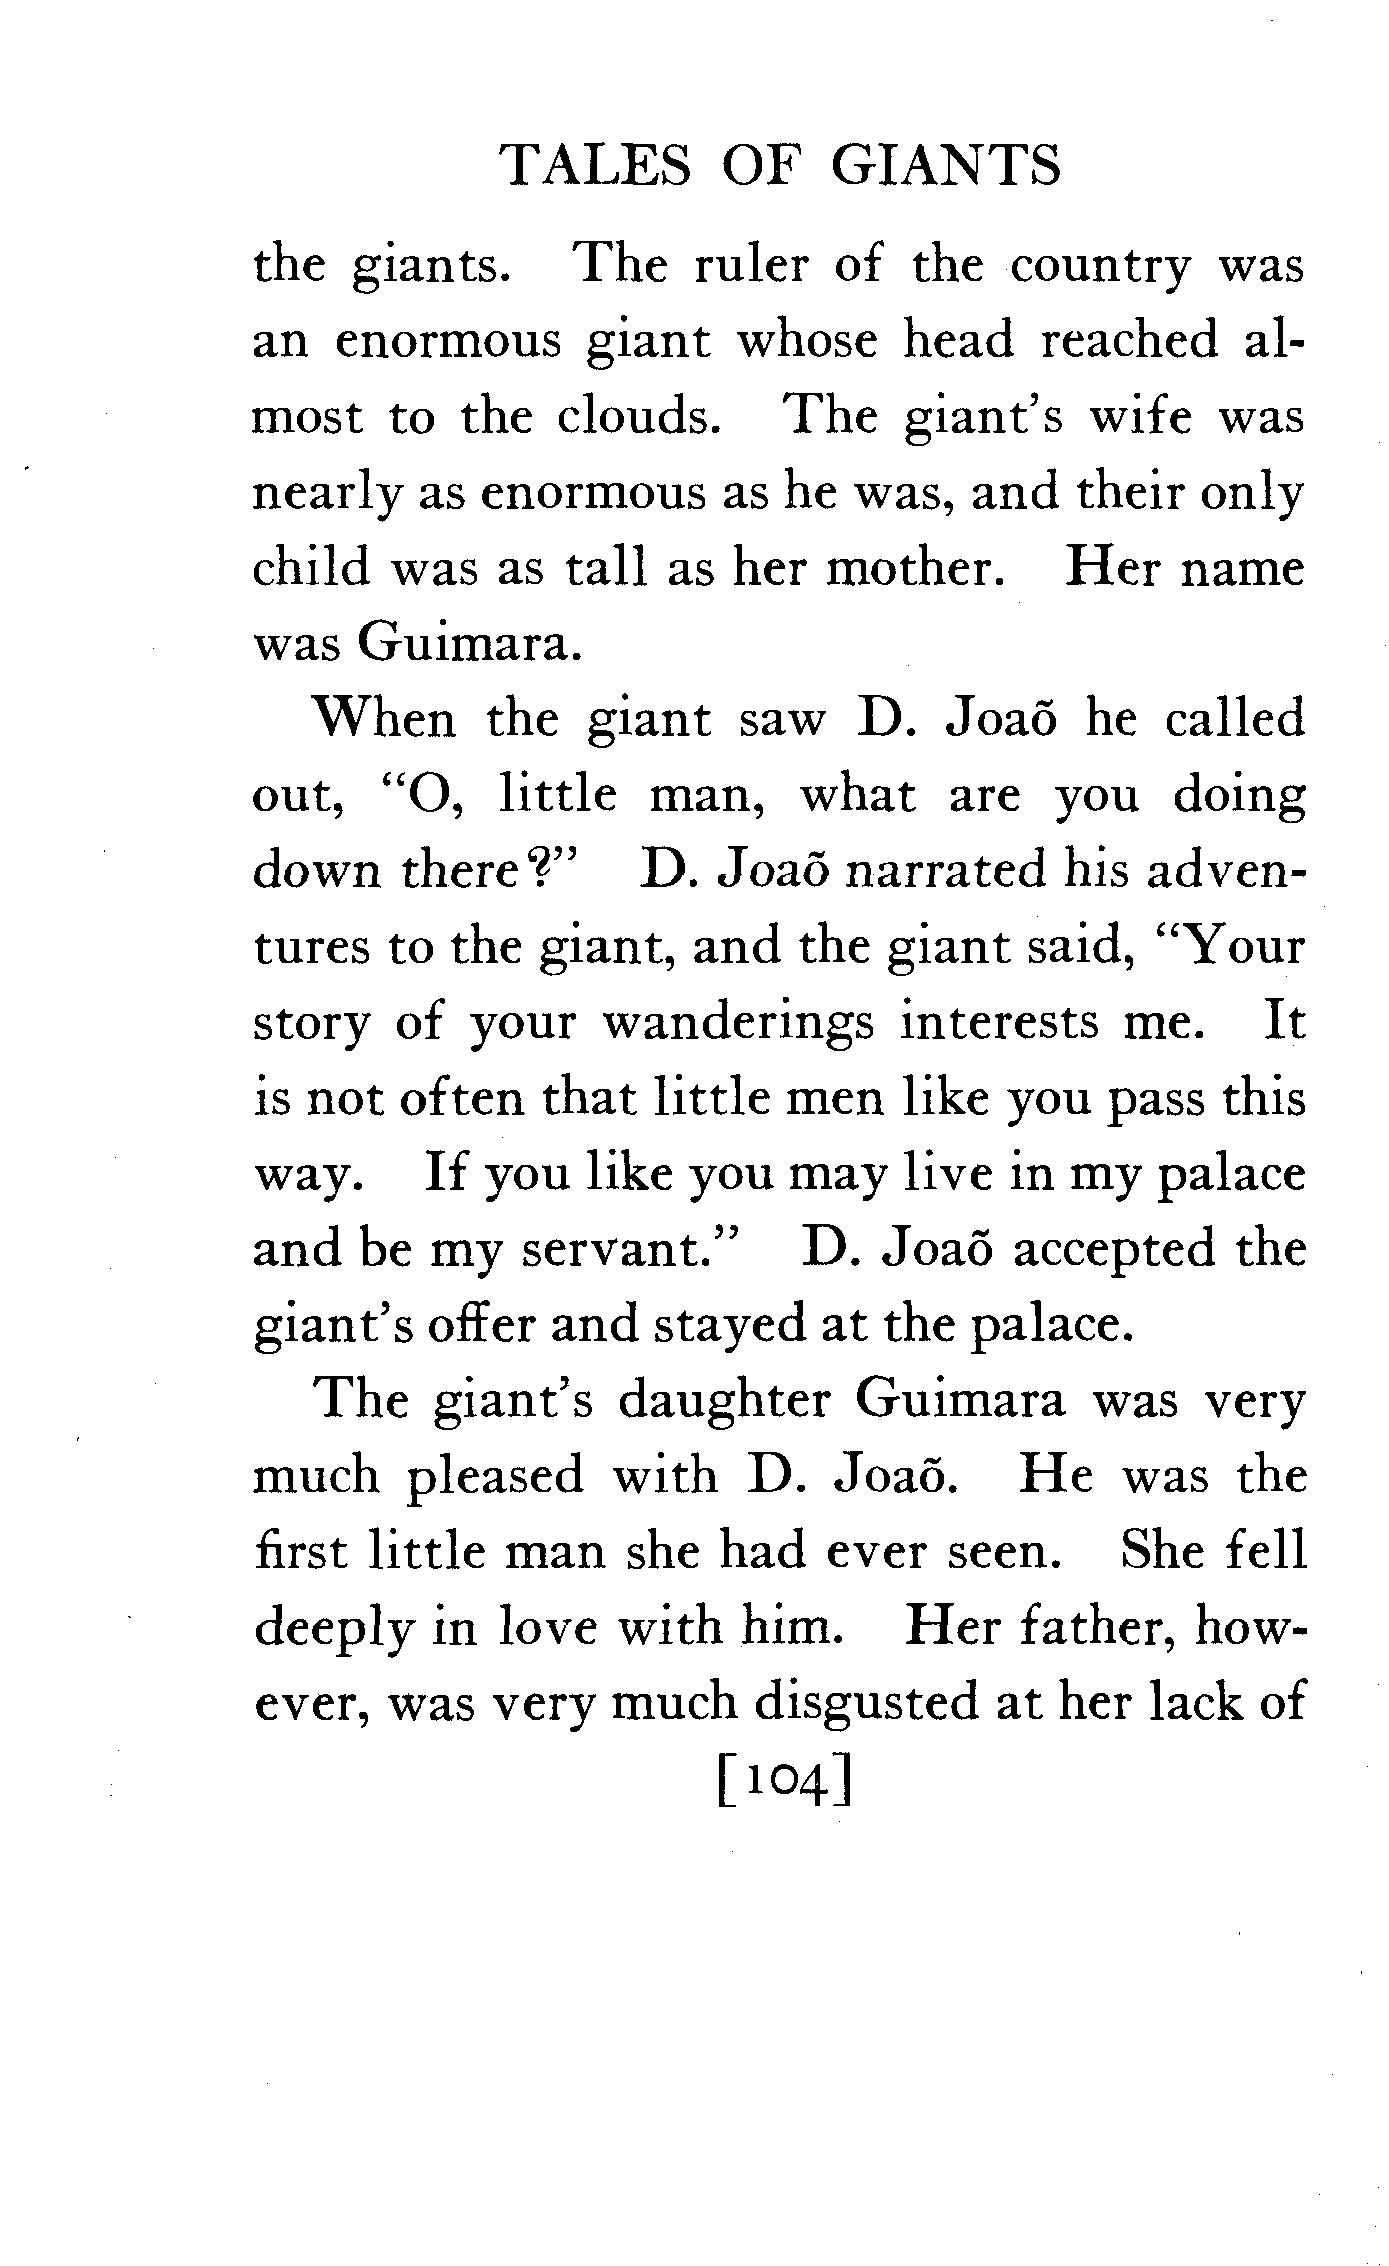 TALES OF GIANTS
the giants. The ruler of the country was
an enormous giant whose head reached al-
most to the clouds. The giant's wife was
nearly as enormous as he was, and their only
child was as tall as her mother. Her name
was Guimara.
When the giant saw D. Joaõ he called
out, "O, little man, what are you doing
down there?" D. Joaõ narrated his adven-
tures to the giant, and the giant said, "Your
story of your wanderings interests me. It
is not often that little men like you pass this
way. If you like you may live in my palace
and be my servant." D. Joaõ accepted the
giant's offer and stayed at the palace.
The giant's daughter Guimara was very
much pleased with D. Joaõ. He was the
first little man she had ever seen. She fell
deeply in love with him. Her father, how-
ever, was very much disgusted at her lack of
[104]